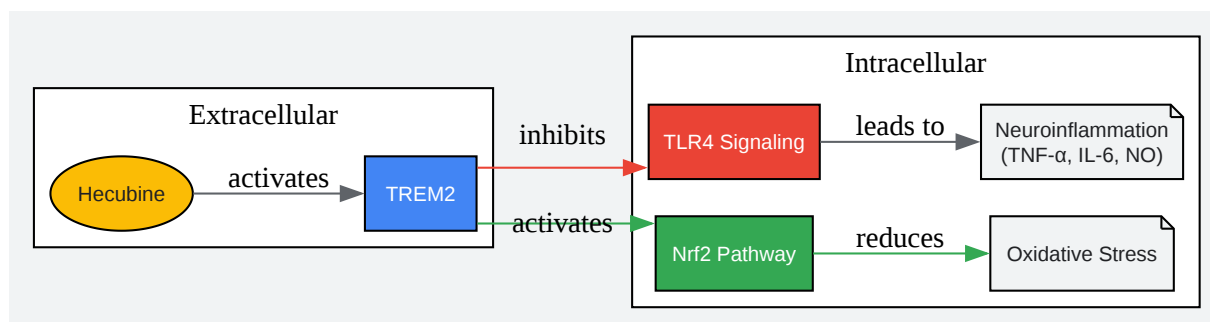 Extracellular
Hecubine
activates
TREM2
inhibits
activates
Intracellular
TLR4 Signaling
leads to
Neuroinflammation
(TNF-α, IL-6, NO)
Nrf2 Pathway
reduces
Oxidative Stress